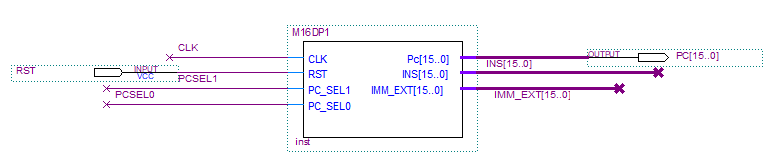 M16DP1
CLK
CLK
Pc[15..0]
OUTPUT
PC[15..0]
INS[15..0]
RST
INPUT
VCC
RST
INS[15..0]
PCSEL1
PC_SEL1
IMM_EXT[15..0]
IMM_EXT[15..0]
PCSEL0
PC_SEL0
inst